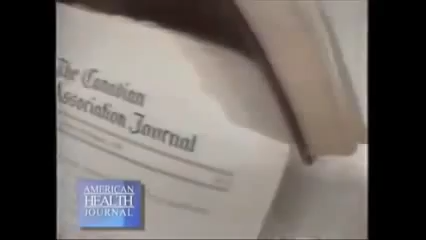 The Canadian
Association Journal
AMERICAN
HEALTH
JOURNAL